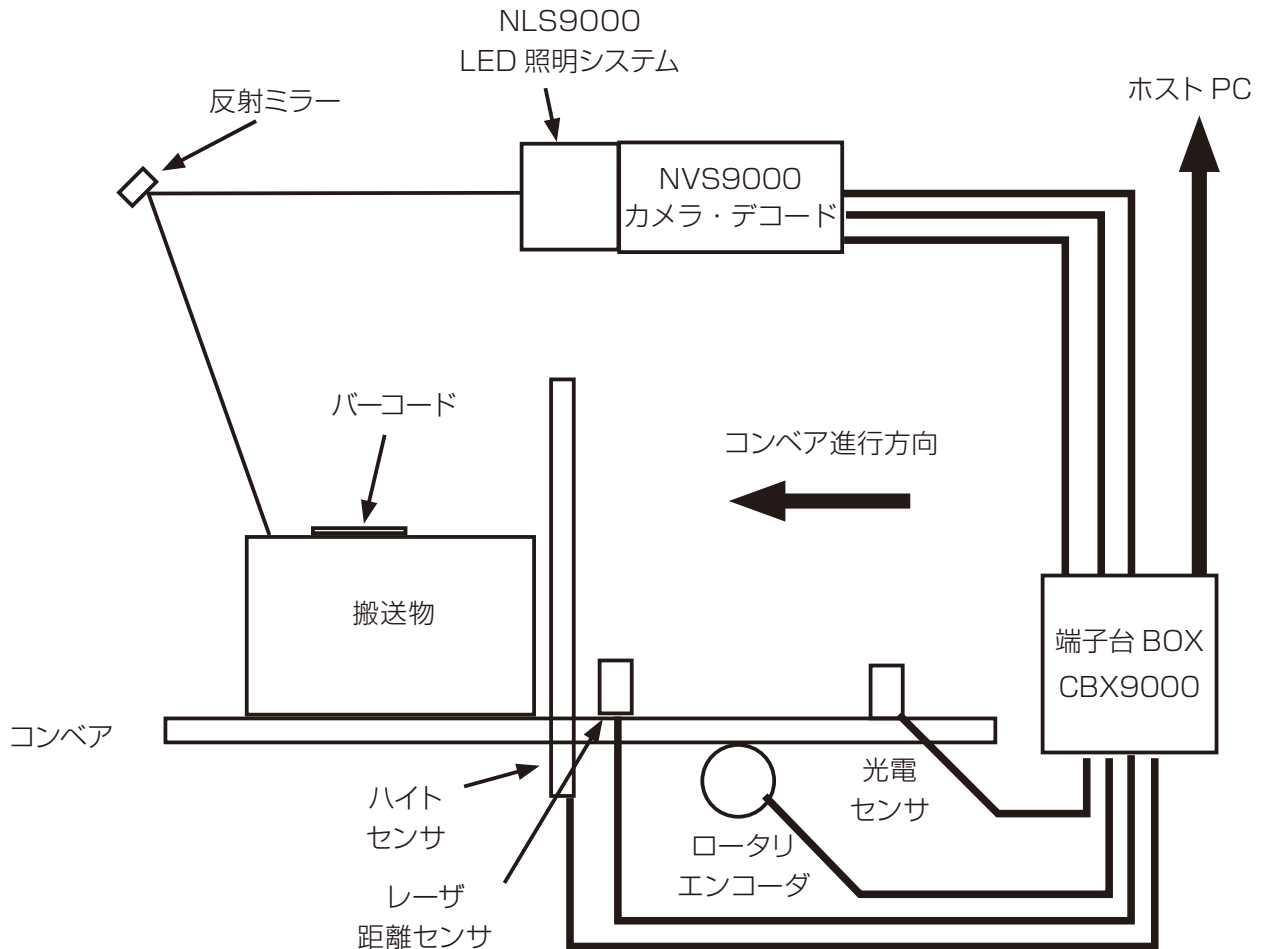 NLS9000
LED 照明システム
反射ミラー
ホスト PC
NVS9000
カメラ・デコード
バーコード
コンベア進行方向
搬送物
端子台 BOX
CBX9000
コンベア
光電
センサ
ハイト
センサ
ロータリ
エンコーダ
レーザ
距離センサ